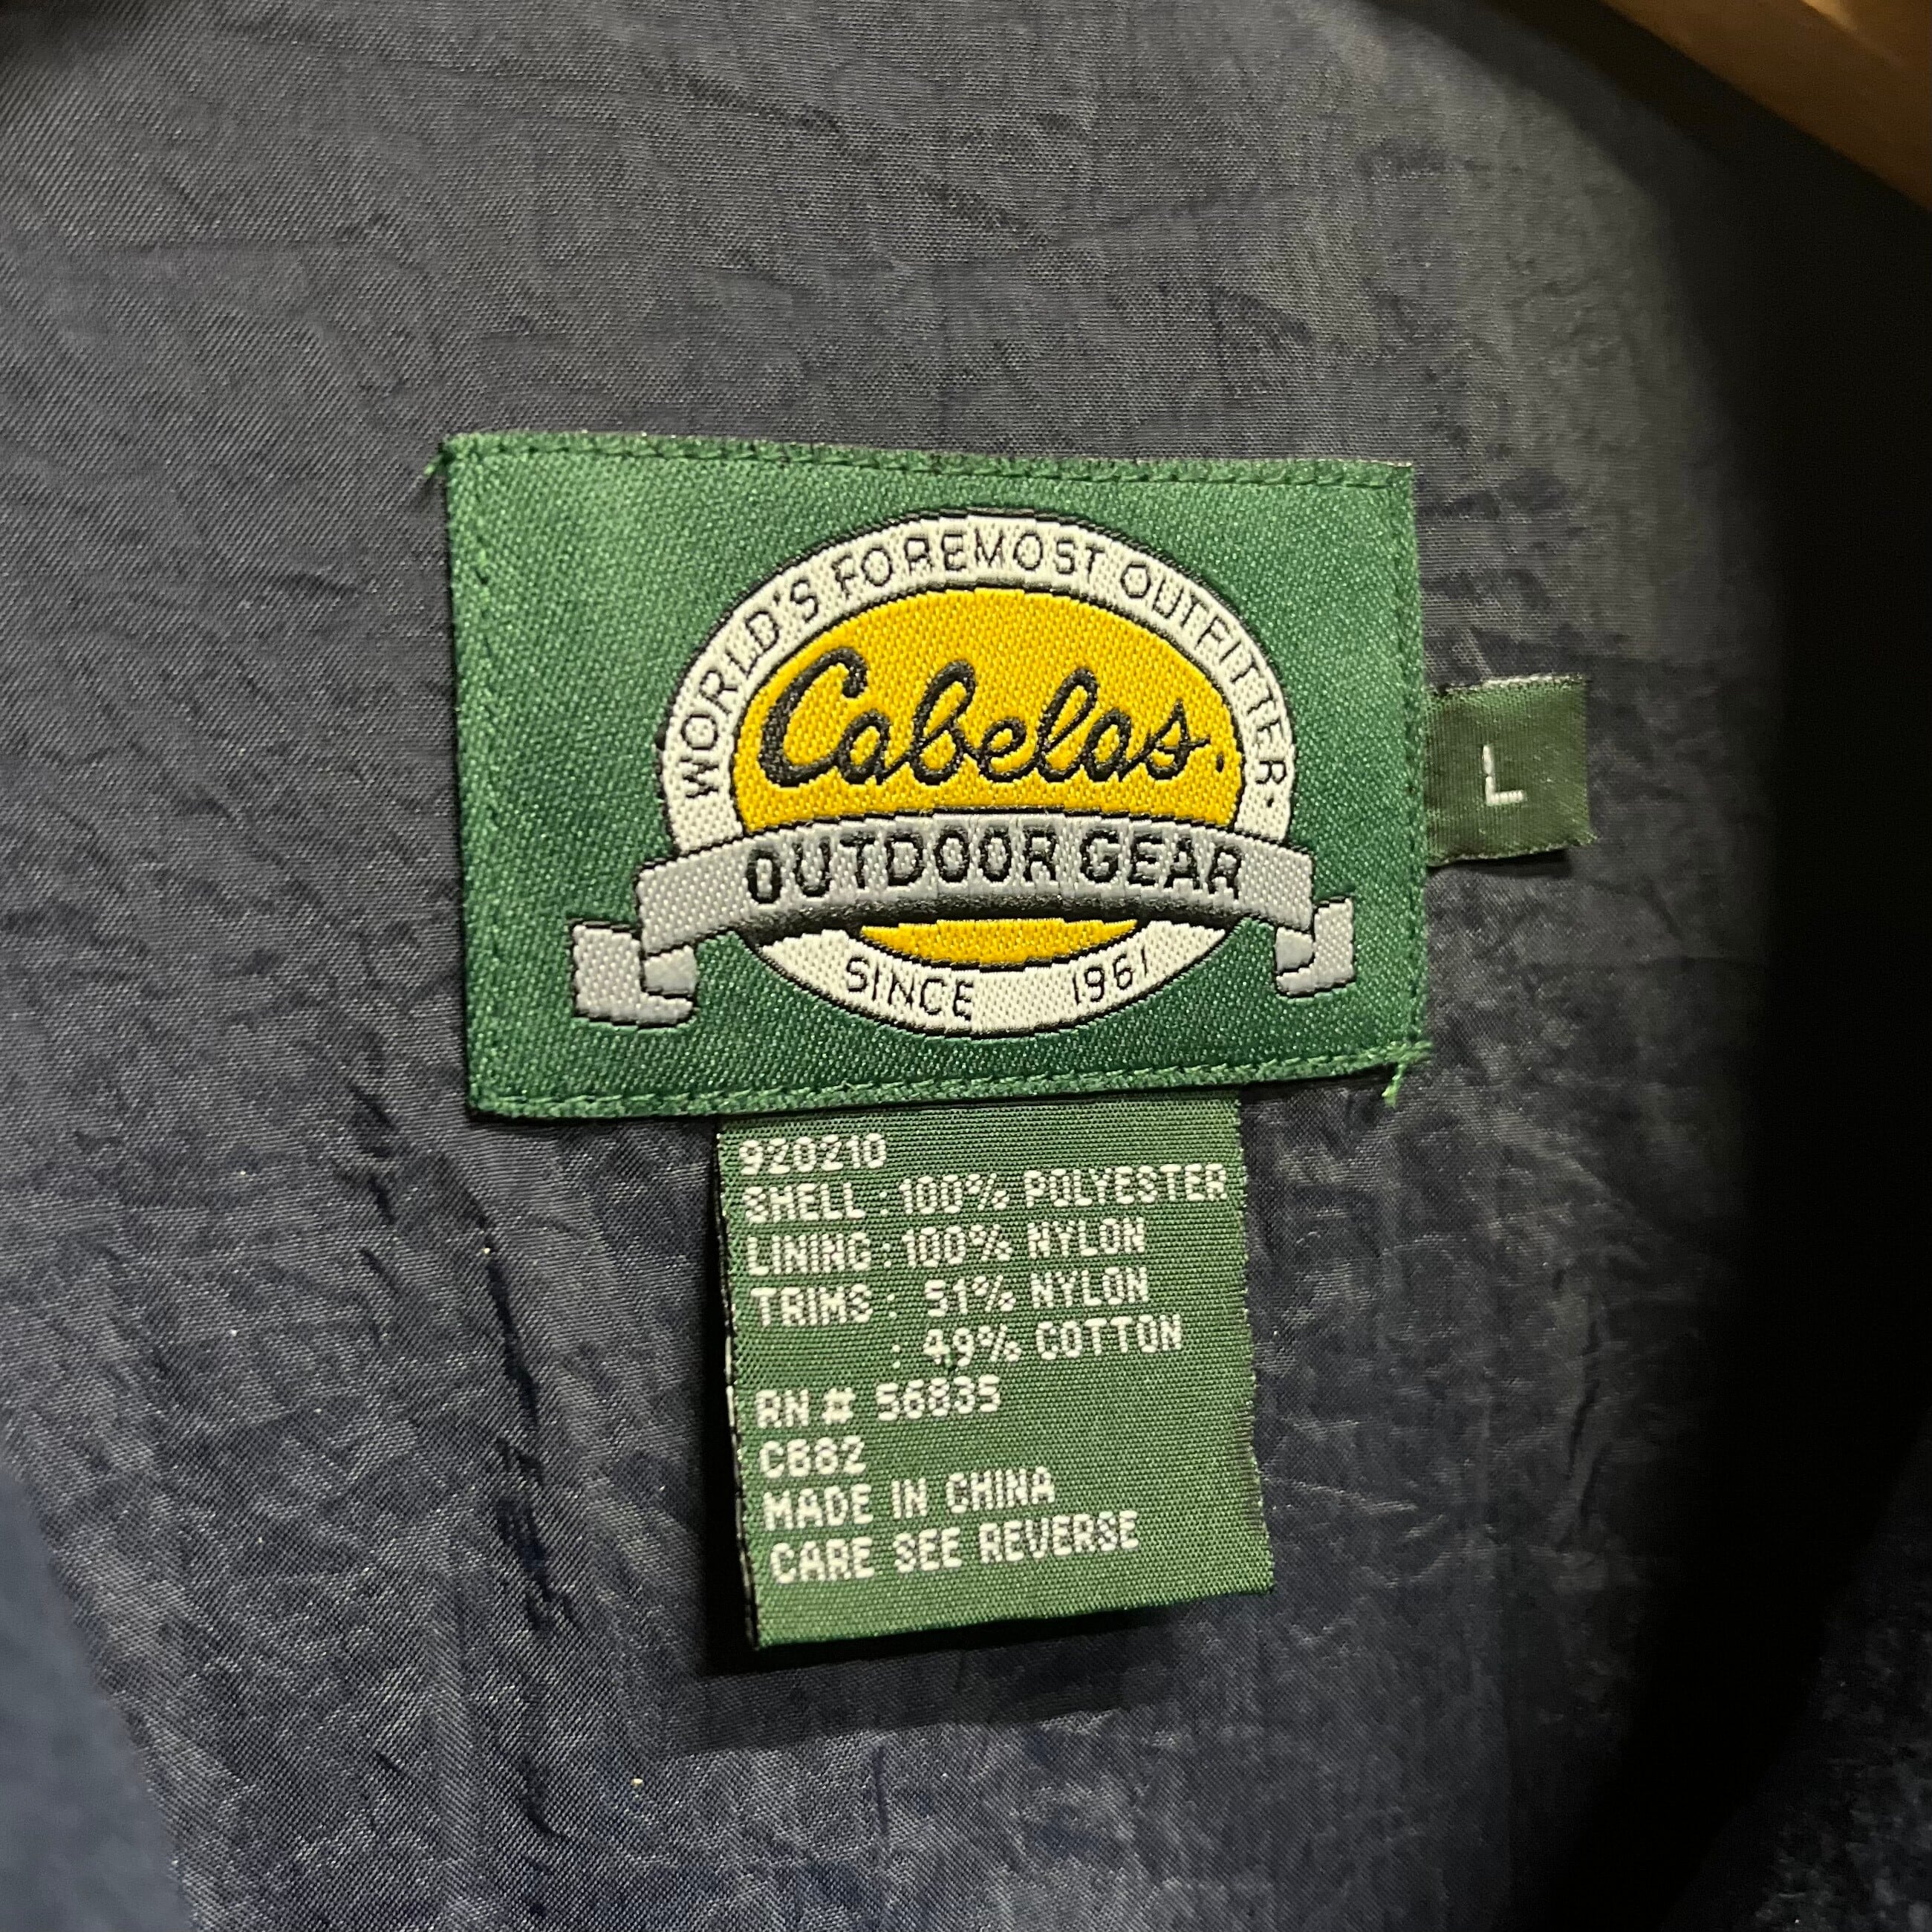 WORLD'S FOREMOST OUTFITTER.
Cabelas.
OUTDOOR GEAR
SINCE 1961
L
920210
SHELL : 100% POLYESTER
LINING : 100% NYLON
TRIMS : 51% NYLON
: 49% COTTON
RN # 56835
CB82
MADE IN CHINA
CARE SEE REVERSE